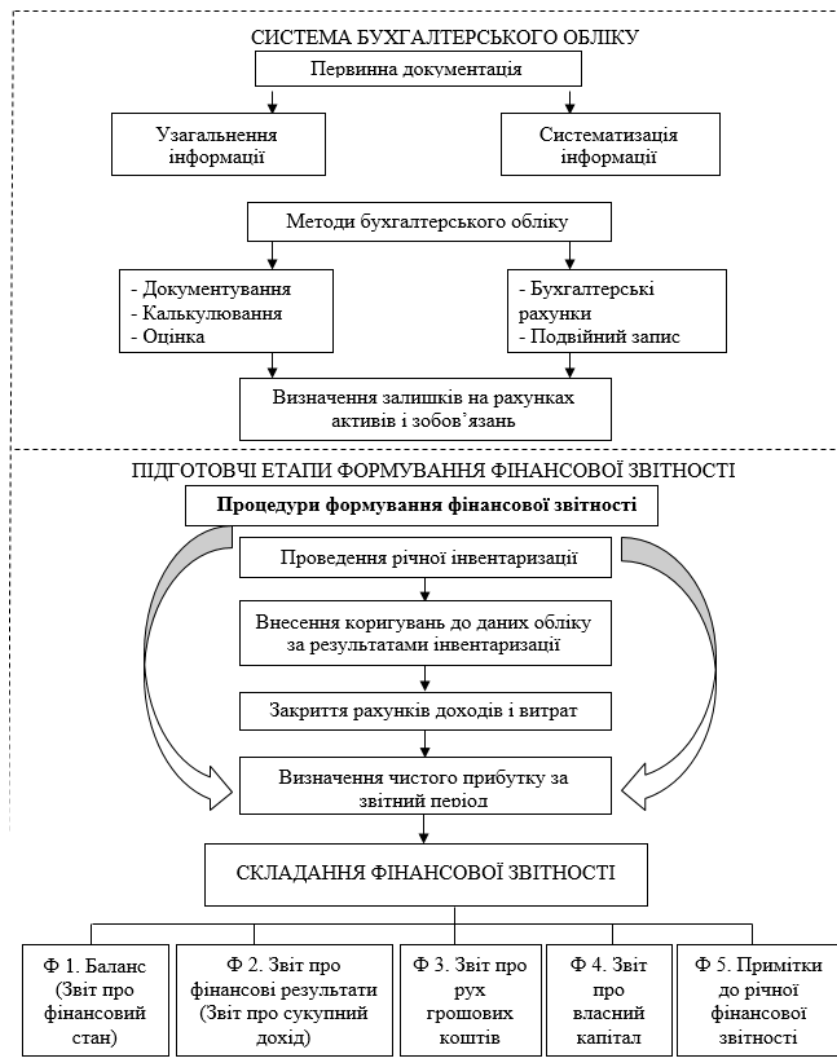 СИСТЕМА БУХГАЛТЕРСЬКОГО ОБЛІКУ
Первинна документація
Узагальнення
інформації
Систематизація
інформації
Методи бухгалтерського обліку
- Документування
- Калькулювання
- Оцінка
- Бухгалтерські
рахунки
- Подвійний запис
Визначення залишків на рахунках
активів і зобов’язань
ПІДГОТОВЧІ ЕТАПИ ФОРМУВАННЯ ФІНАНСОВОЇ ЗВІТНОСТІ
Процедури формування фінансової звітності
Проведення річної інвентаризації
Внесення коригувань до даних обліку
за результатами інвентаризації
Закриття рахунків доходів і витрат
Визначення чистого прибутку за
звітний період
СКЛАДАННЯ ФІНАНСОВОЇ ЗВІТНОСТІ
Ф 1. Баланс
(Звіт про
фінансовий
стан)
Ф 2. Звіт про
фінансові результати
(Звіт про сукупний
дохід)
Ф 3. Звіт про
рух
грошових
коштів
Ф 4. Звіт
про
власний
капітал
Ф 5. Примітки
до річної
фінансової
звітності